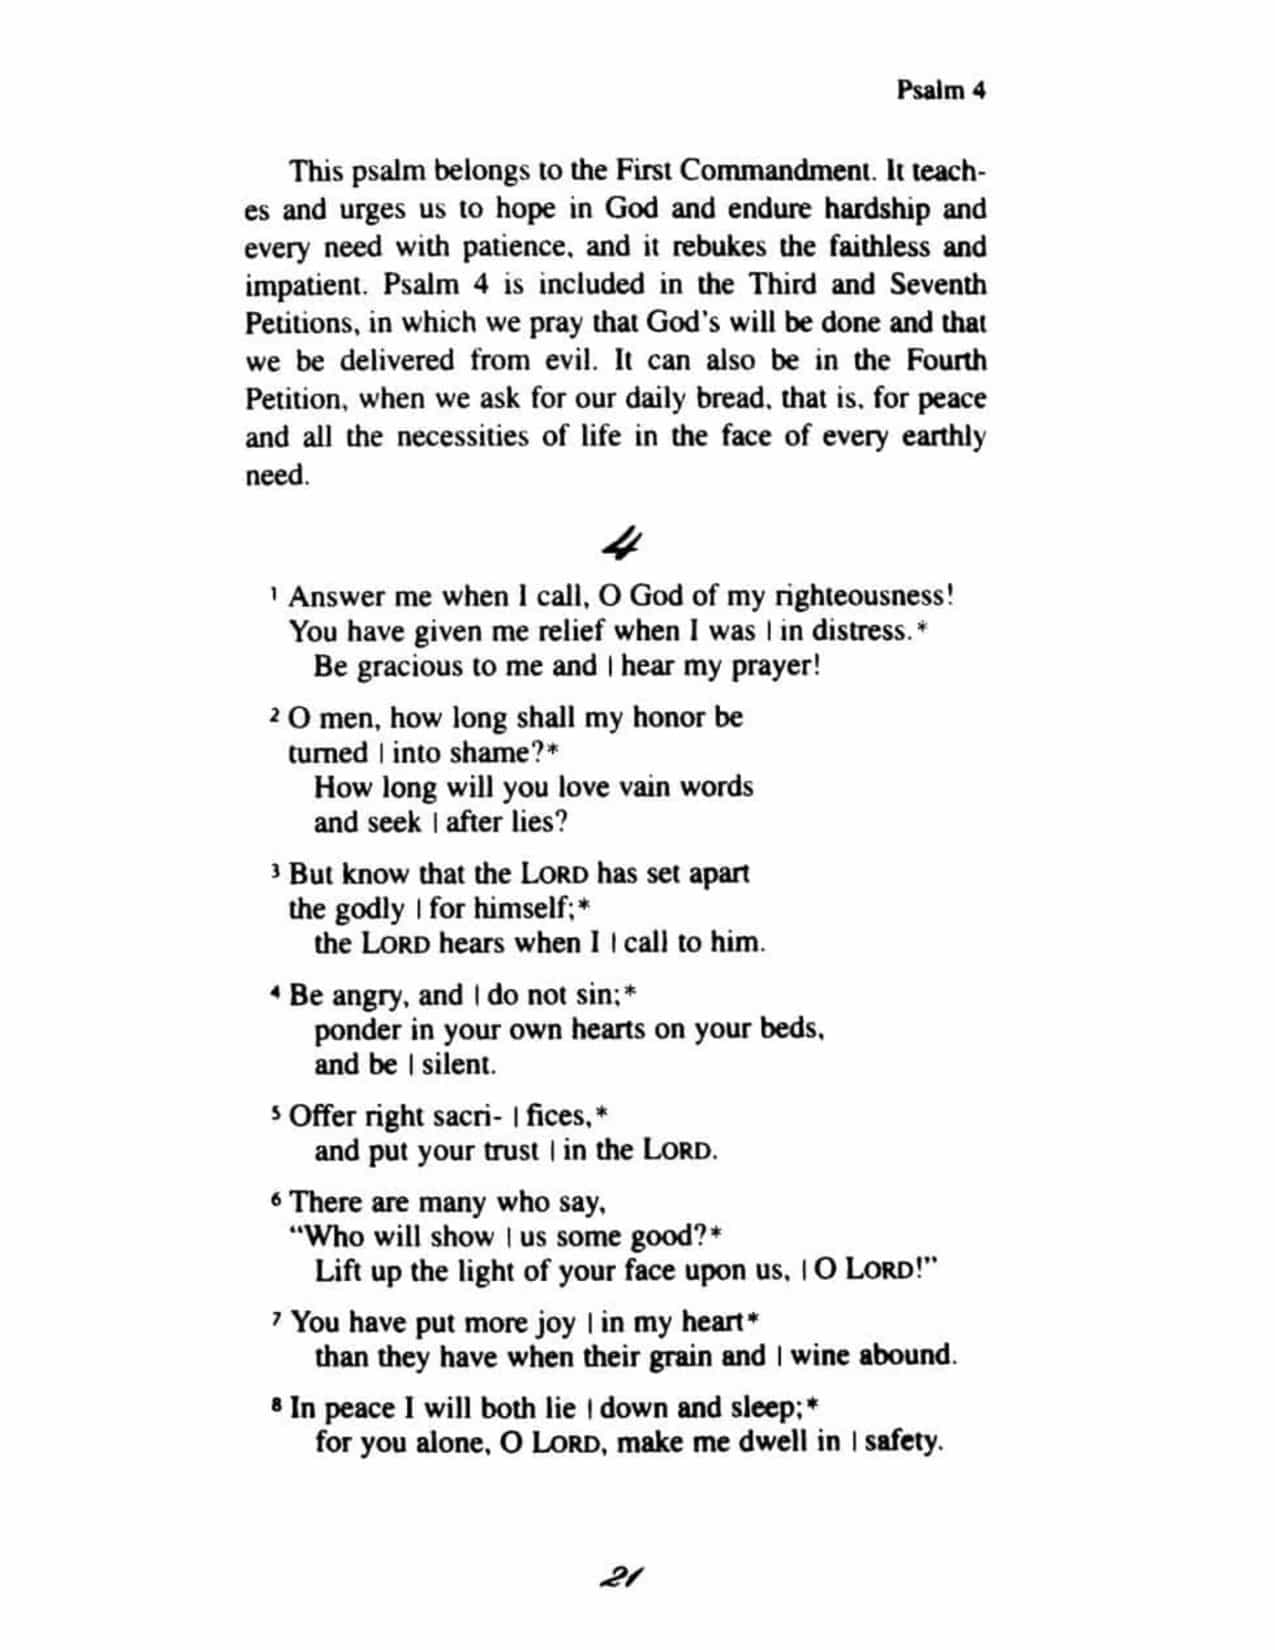 Psalm 4
This psalm belongs to the First Commandment. It teach-
es and urges us to hope in God and endure hardship and
every need with patience, and it rebukes the faithless and
impatient. Psalm 4 is included in the Third and Seventh
Petitions, in which we pray that God's will be done and that
we be delivered from evil. It can also be in the Fourth
Petition, when we ask for our daily bread, that is, for peace
and all the necessities of life in the face of every earthly
need.
4
1 Answer me when I call, O God of my righteousness!
You have given me relief when I was | in distress.*
Be gracious to me and | hear my prayer!
2 O men, how long shall my honor be
turned | into shame?*
How long will you love vain words
and seek | after lies?
3 But know that the LORD has set apart
the godly | for himself;*
the LORD hears when I | call to him.
4 Be angry, and | do not sin;*
ponder in your own hearts on your beds,
and be | silent.
5 Offer right sacri- | fices,*
and put your trust | in the LORD.
6 There are many who say,
“Who will show | us some good?*
Lift up the light of your face upon us, | O LORD!”
7 You have put more joy | in my heart*
than they have when their grain and | wine abound.
8 In peace I will both lie | down and sleep;*
for you alone, O LORD, make me dwell in | safety.
21